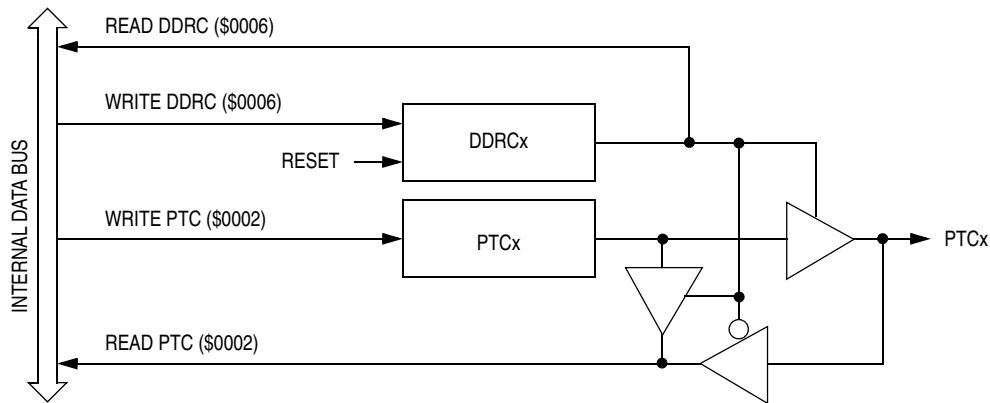 READ DDRC ($0006)
WRITE DDRC ($0006)
DDRCx
RESET
INTERNAL DATA BUS
WRITE PTC ($0002)
PTCx
PTCx
READ PTC ($0002)